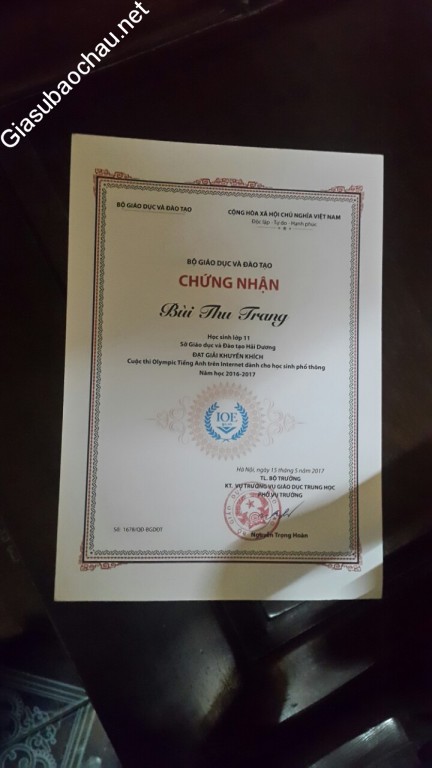 Giasubaochau.net
BỘ GIÁO DỤC VÀ ĐÀO TẠO
CỘNG HÒA XÃ HỘI CHỦ NGHĨA VIỆT NAM
Độc lập - Tự do - Hạnh phúc
BỘ GIÁO DỤC VÀ ĐÀO TẠO
CHỨNG NHẬN
Bùi Thu Trang
Học sinh lớp 11
Sở Giáo dục và Đào tạo Hải Dương
ĐẠT GIẢI KHUYẾN KHÍCH
Cuộc thi Olympic Tiếng Anh trên Internet dành cho học sinh phổ thông
Năm học 2016-2017
IOE
Hà Nội, ngày 15 tháng 5 năm 2017
TL. BỘ TRƯỞNG
KT. VỤ TRƯỞNG VỤ GIÁO DỤC TRUNG HỌC
PHÓ VỤ TRƯỞNG
Số: 1678/QĐ-BGDĐT
Nguyễn Trọng Hoàn